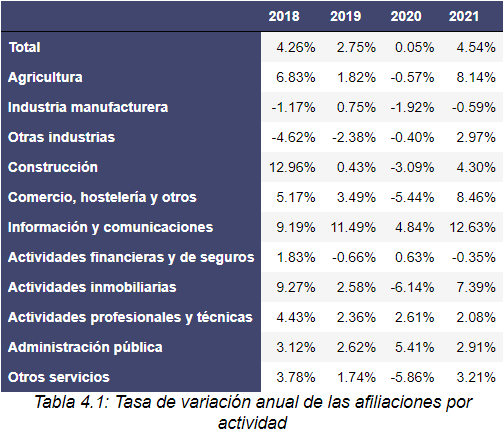 2018 2019 2020 2021
Total 4.26% 2.75% 0.05% 4.54%
Agricultura 6.83% 1.82% -0.57% 8.14%
Industria manufacturera -1.17% 0.75% -1.92% -0.59%
Otras industrias -4.62% -2.38% -0.40% 2.97%
Construcción 12.96% 0.43% -3.09% 4.30%
Comercio, hostelería y otros 5.17% 3.49% -5.44% 8.46%
Información y comunicaciones 9.19% 11.49% 4.84% 12.63%
Actividades financieras y de seguros 1.83% -0.66% 0.63% -0.35%
Actividades inmobiliarias 9.27% 2.58% -6.14% 7.39%
Actividades profesionales y técnicas 4.43% 2.36% 2.61% 2.08%
Administración pública 3.12% 2.62% 5.41% 2.91%
Otros servicios 3.78% 1.74% -5.86% 3.21%
Tabla 4.1: Tasa de variación anual de las afiliaciones por
actividad